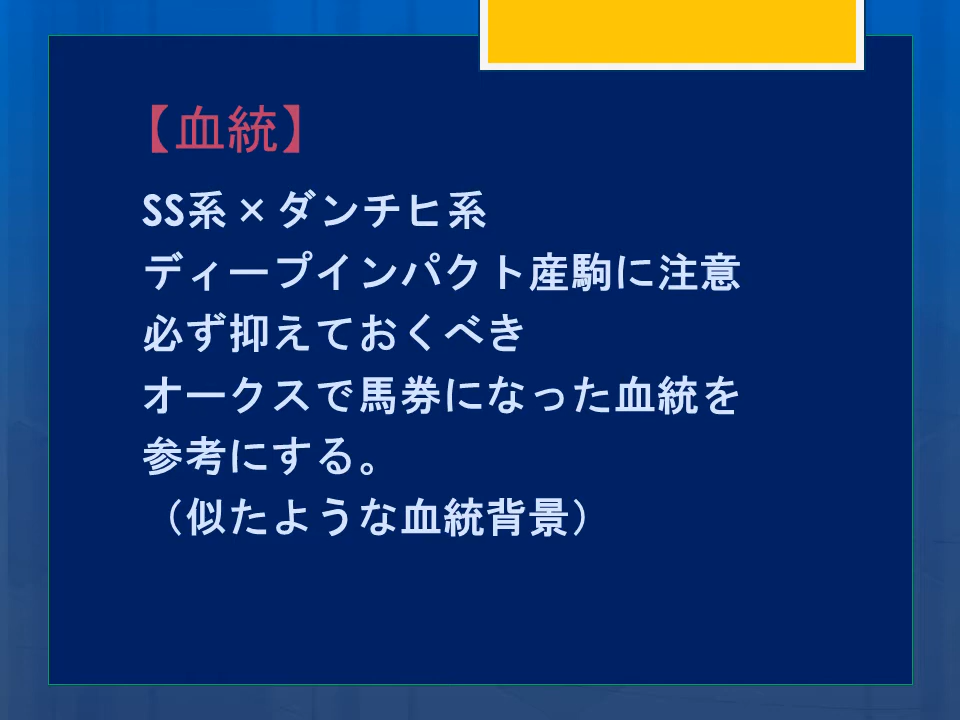 【血統】
SS系×ダンチヒ系
ディープインパクト産駒に注意
必ず抑えておくべき
オークスで馬券になった血統を
参考にする。
（似たような血統背景）